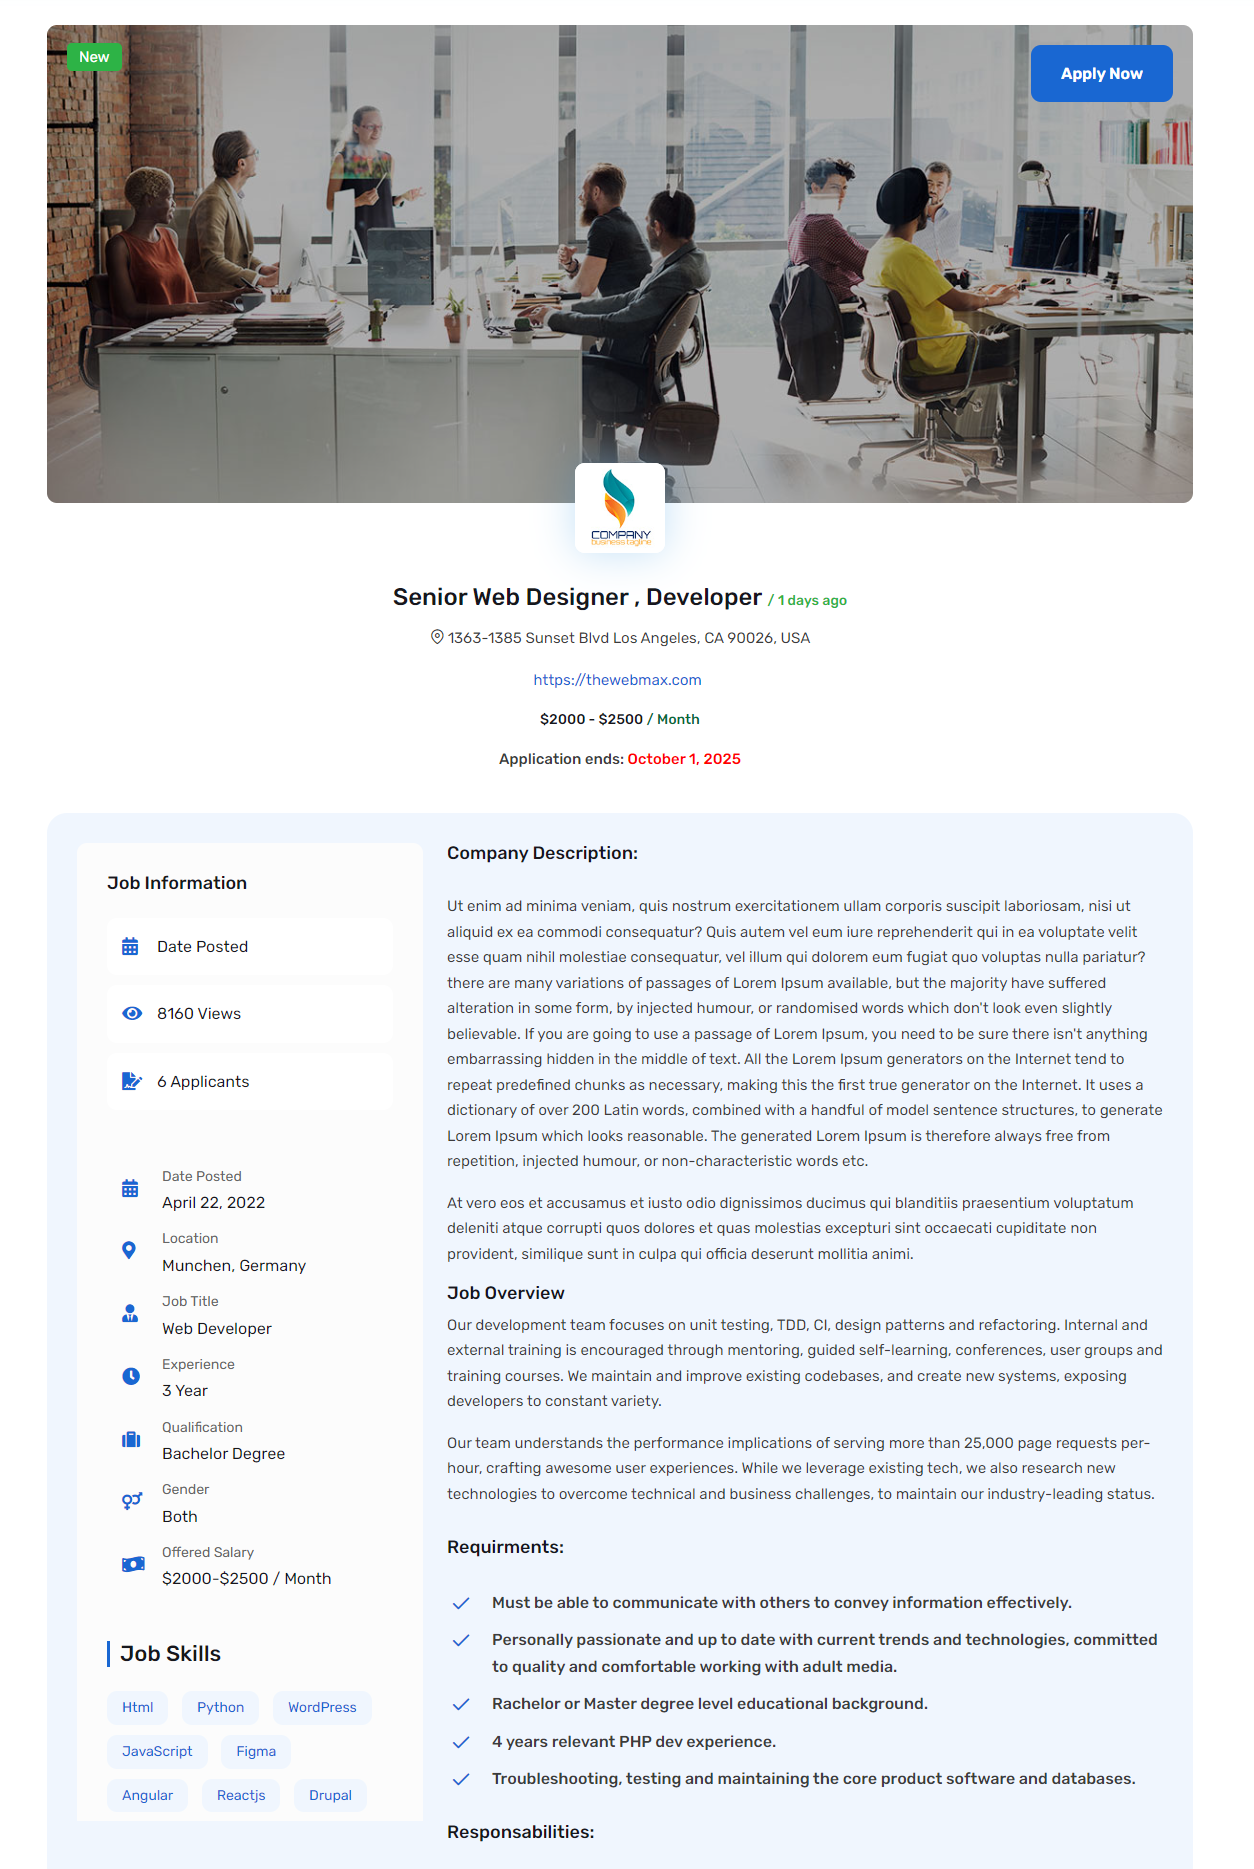 New
Apply Now
COMPANY
business tagline
Senior Web Designer , Developer / 1 days ago
1363-1385 Sunset Blvd Los Angeles, CA 90026, USA
https://thewebmax.com
$2000 - $2500 / Month
Application ends: October 1, 2025
Job Information
Date Posted
8160 Views
6 Applicants
Date Posted
April 22, 2022
Location
Munchen, Germany
Job Title
Web Developer
Experience
3 Year
Qualification
Bachelor Degree
Gender
Both
Offered Salary
$2000-$2500 / Month
Job Skills
Html Python WordPress
JavaScript Figma
Angular Reactjs Drupal
Company Description:
Ut enim ad minima veniam, quis nostrum exercitationem ullam corporis suscipit laboriosam, nisi ut
aliquid ex ea commodi consequatur? Quis autem vel eum iure reprehenderit qui in ea voluptate velit
esse quam nihil molestiae consequatur, vel illum qui dolorem eum fugiat quo voluptas nulla pariatur?
there are many variations of passages of Lorem Ipsum available, but the majority have suffered
alteration in some form, by injected humour, or randomised words which don't look even slightly
believable. If you are going to use a passage of Lorem Ipsum, you need to be sure there isn't anything
embarrassing hidden in the middle of text. All the Lorem Ipsum generators on the Internet tend to
repeat predefined chunks as necessary, making this the first true generator on the Internet. It uses a
dictionary of over 200 Latin words, combined with a handful of model sentence structures, to generate
Lorem Ipsum which looks reasonable. The generated Lorem Ipsum is therefore always free from
repetition, injected humour, or non-characteristic words etc.
At vero eos et accusamus et iusto odio dignissimos ducimus qui blanditiis praesentium voluptatum
deleniti atque corrupti quos dolores et quas molestias excepturi sint occaecati cupiditate non
provident, similique sunt in culpa qui officia deserunt mollitia animi.
Job Overview
Our development team focuses on unit testing, TDD, CI, design patterns and refactoring. Internal and
external training is encouraged through mentoring, guided self-learning, conferences, user groups and
training courses. We maintain and improve existing codebases, and create new systems, exposing
developers to constant variety.
Our team understands the performance implications of serving more than 25,000 page requests per-
hour, crafting awesome user experiences. While we leverage existing tech, we also research new
technologies to overcome technical and business challenges, to maintain our industry-leading status.
Requirments:
Must be able to communicate with others to convey information effectively.
Personally passionate and up to date with current trends and technologies, committed
to quality and comfortable working with adult media.
Rachelor or Master degree level educational background.
4 years relevant PHP dev experience.
Troubleshooting, testing and maintaining the core product software and databases.
Responsabilities: